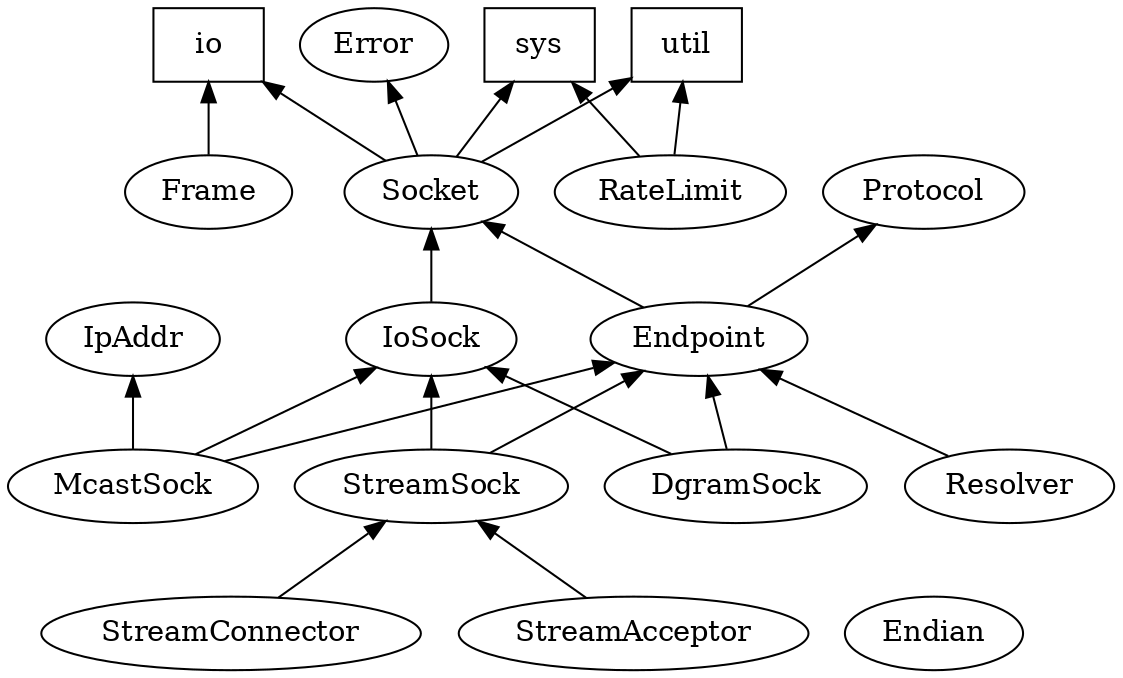 io
Error
sys
util
Frame
Socket
RateLimit
Protocol
IpAddr
IoSock
Endpoint
McastSock
StreamSock
DgramSock
Resolver
StreamConnector
StreamAcceptor
Endian